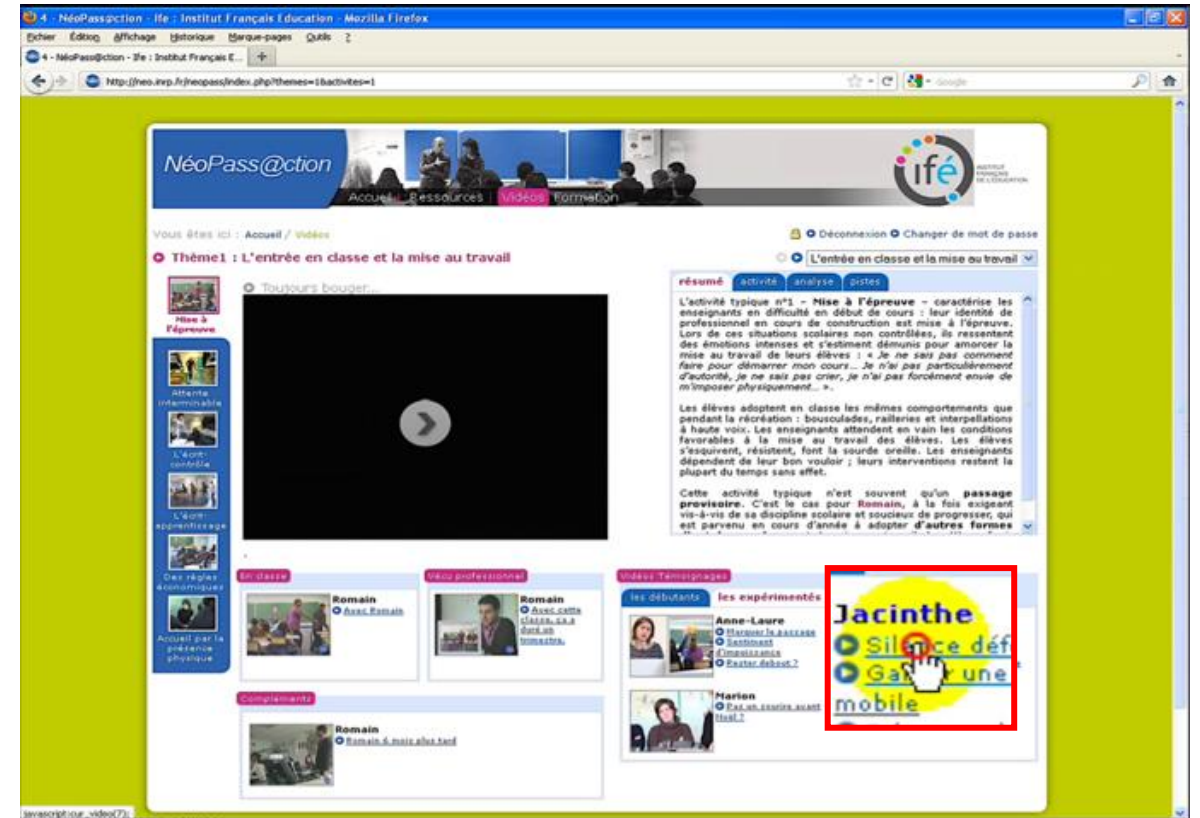 4 - NéoPass@ction - Ife : Institut Français Education - Mozilla Firefox
Fichier Édition Affichage Historique Marque-pages Outils ?
4 - NéoPass@ction - Ife : Institut Français E...
http://neo.inrp.fr/neopass/index.php?themes=1&activites=1
Google
NéoPass@ction
ifé INSTITUT FRANÇAIS DE L'ÉDUCATION
Accueil Ressources Vidéos Formation
Vous êtes ici : Accueil / Vidéos
Déconnexion Changer de mot de passe
Thème1 : L'entrée en classe et la mise au travail
L'entrée en classe et la mise au travail
Mise à l'épreuve
Attente interminable
L'écrit-contrôle
L'écrit-apprentissage
Des règles économiques
Accueil par la présence physique
Toujours bouger...
résumé activité analyse pistes
L'activité typique n°1 – Mise à l'épreuve – caractérise les
enseignants en difficulté en début de cours : leur identité de
professionnel en cours de construction est mise à l'épreuve.
Lors de ces situations scolaires non contrôlées, ils ressentent
des émotions intenses et s'estiment démunis pour amorcer la
mise au travail de leurs élèves : « Je ne sais pas comment
faire pour démarrer mon cours... Je n'ai pas particulièrement
d'autorité, je ne sais pas crier, je n'ai pas forcément envie de
m'imposer physiquement... ».
Les élèves adoptent en classe les mêmes comportements que
pendant la récréation : bousculades, railleries et interpellations
à haute voix. Les enseignants attendent en vain les conditions
favorables à la mise au travail des élèves. Les élèves
s'esquivent, résistent, font la sourde oreille. Les enseignants
dépendent de leur bon vouloir ; leurs interventions restent la
plupart du temps sans effet.
Cette activité typique n'est souvent qu'un passage
provisoire. C'est le cas pour Romain, à la fois exigeant
vis-à-vis de sa discipline scolaire et soucieux de progresser, qui
est parvenu en cours d'année à adopter d'autres formes
En classe
Romain
Avec Romain
Vécu professionnel
Romain
Avec cette
classe, ça a
duré un
trimestre.
Compléments
Romain
Romain 6 mois plus tard
Vidéos Témoignages
les débutants les expérimentés
Anne-Laure
Marquer le passage
Sentiment
d'impuissance
Rester debout ?
Marion
Pas un sourire avant
Noël ?
Jacinthe
mobile
javascript:cur_video(7);